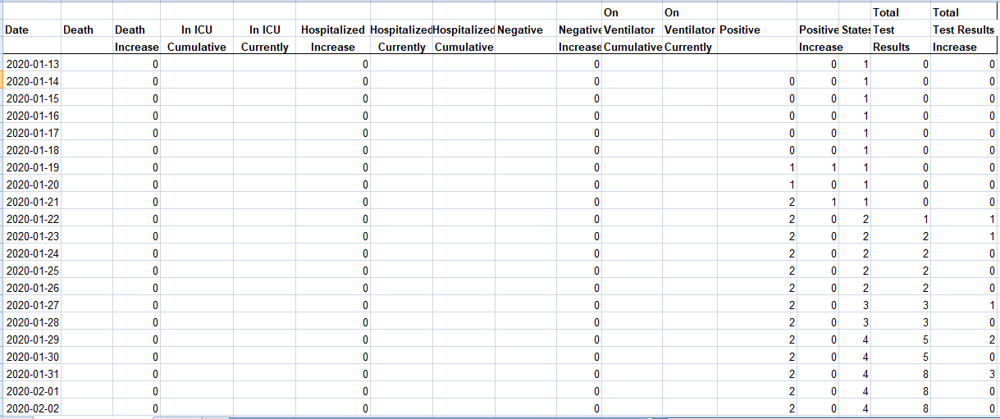 On On Total Total
Date Death Death In ICU In ICU Hospitalized Hospitalized Hospitalized Negative Negative Ventilator Ventilator Positive Positive States Test Test Results
Increase Cumulative Currently Increase Currently Cumulative Increase Cumulative Currently Increase Results Increase
2020-01-13 0 0 0 0 1 0 0
2020-01-14 0 0 0 0 0 1 0 0
2020-01-15 0 0 0 0 0 1 0 0
2020-01-16 0 0 0 0 0 1 0 0
2020-01-17 0 0 0 0 0 1 0 0
2020-01-18 0 0 0 0 0 1 0 0
2020-01-19 0 0 0 1 1 1 0 0
2020-01-20 0 0 0 1 0 1 0 0
2020-01-21 0 0 0 2 1 1 0 0
2020-01-22 0 0 0 2 0 2 1 1
2020-01-23 0 0 0 2 0 2 2 1
2020-01-24 0 0 0 2 0 2 2 0
2020-01-25 0 0 0 2 0 2 2 0
2020-01-26 0 0 0 2 0 2 2 0
2020-01-27 0 0 0 2 0 3 3 1
2020-01-28 0 0 0 2 0 3 3 0
2020-01-29 0 0 0 2 0 4 5 2
2020-01-30 0 0 0 2 0 4 5 0
2020-01-31 0 0 0 2 0 4 8 3
2020-02-01 0 0 0 2 0 4 8 0
2020-02-02 0 0 0 2 0 4 8 0